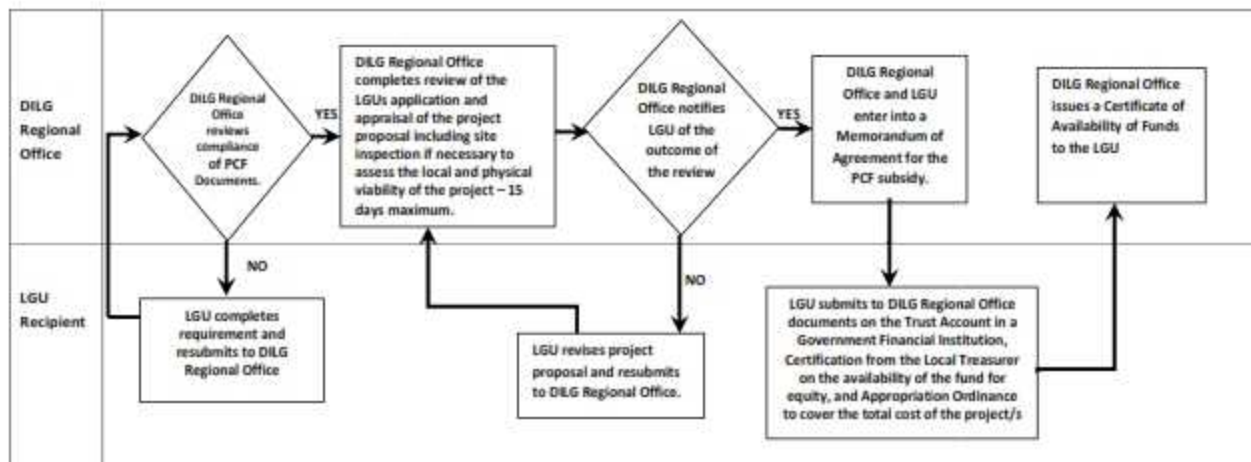 DILG
Regional
Office
DILG Regional
Office
reviews
compliance
of PCF
Documents.
YES
DILG Regional Office
completes review of the
LGUs application and
appraisal of the project
proposal including site
inspection if necessary to
assess the local and physical
viability of the project – 15
days maximum.
DILG Regional
Office notifies
LGU of the
outcome of
the review
YES
DILG Regional
Office and LGU
enter into a
Memorandum of
Agreement for the
PCF subsidy.
DILG Regional Office
issues a Certificate of
Availability of Funds
to the LGU
LGU
Recipient
NO
LGU completes
requirement and
resubmits to DILG
Regional Office
NO
LGU revises project
proposal and resubmits
to DILG Regional Office.
LGU submits to DILG Regional Office
documents on the Trust Account in a
Government Financial Institution,
Certification from the Local Treasurer
on the availability of the fund for
equity, and Appropriation Ordinance
to cover the total cost of the project/s